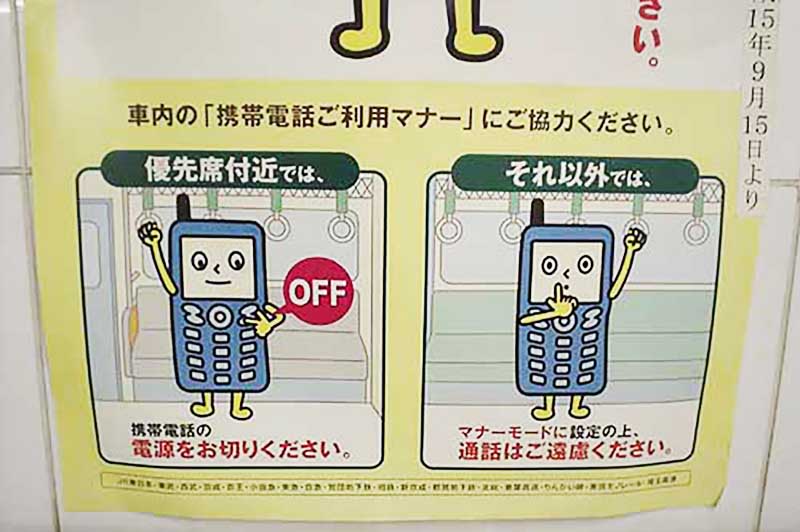 さい。
15年9月15日より
車内の「携帯電話ご利用マナー」にご協力ください。
優先席付近では、
OFF
携帯電話の
電源をお切りください。
それ以外では、
マナーモードに設定の上、
通話はご遠慮ください。